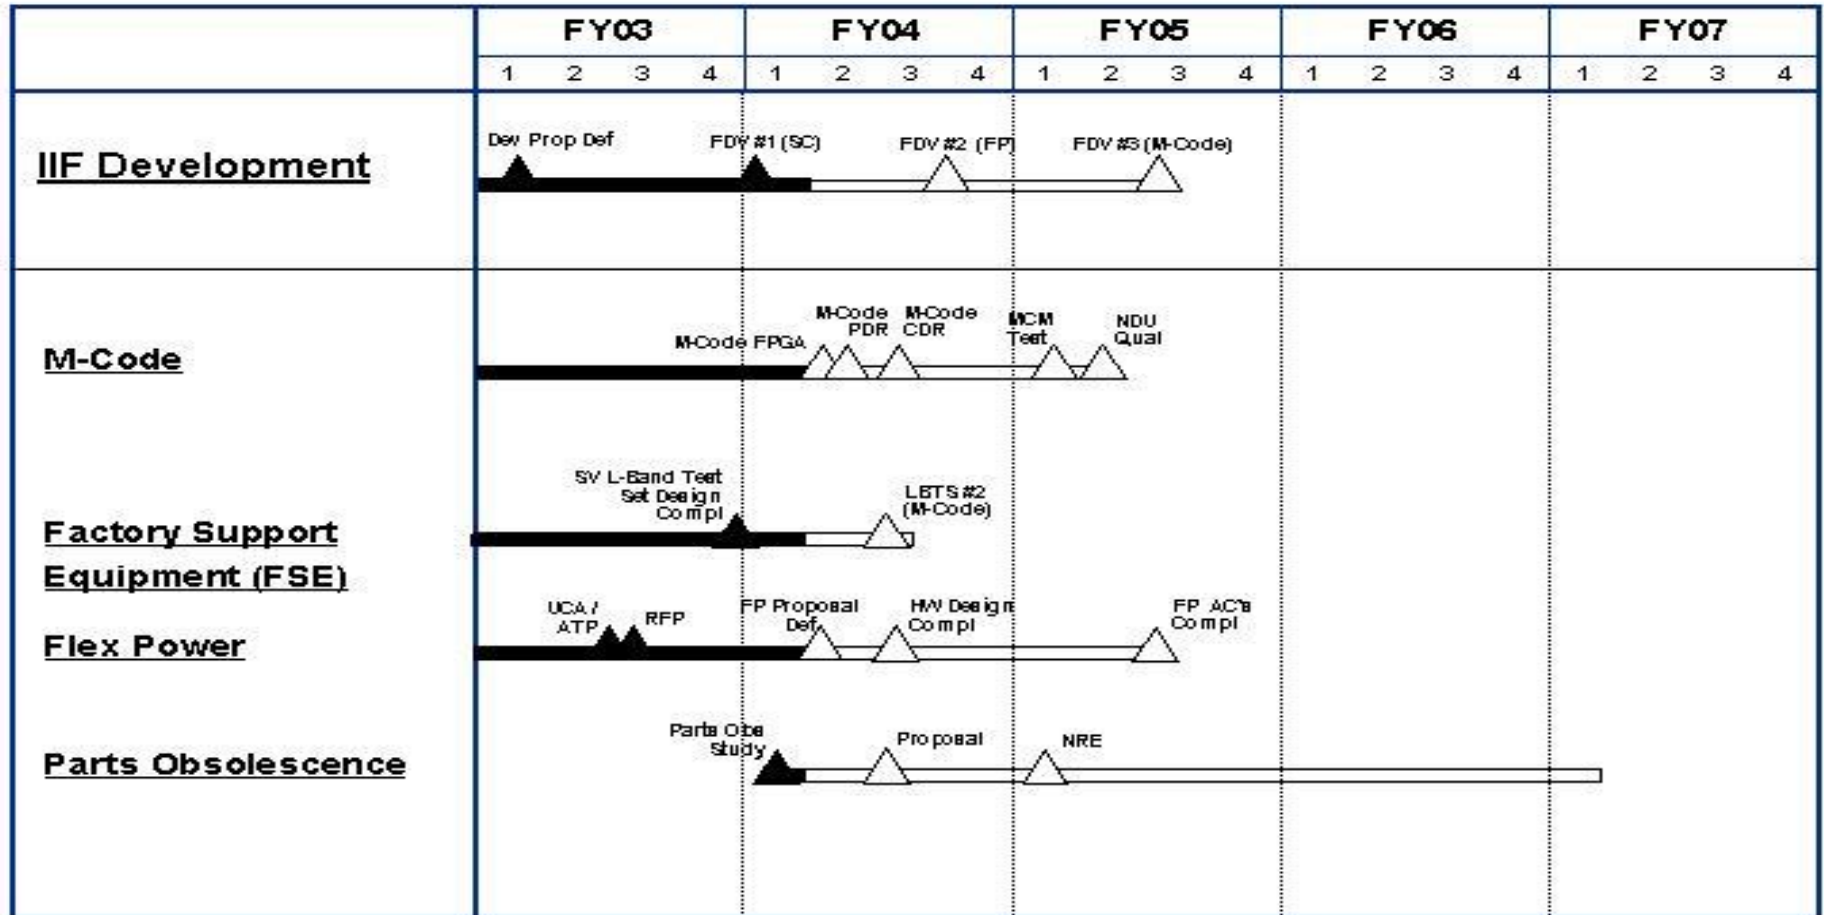 FY03 FY04 FY05 FY06 FY07
1 2 3 4 1 2 3 4 1 2 3 4 1 2 3 4 1 2 3 4
IIF Development
Dev Prop Def
FDV #1 (SC)
FDV #2 (FP)
FDV #3 (M-Code)
M-Code
M-Code FPGA
M-Code
PDR
M-Code
CDR
MCM
Test
NDU
Qual
Factory Support
Equipment (FSE)
SV L-Band Test
Set Design
Compl
LBTS #2
(M-Code)
Flex Power
UCA /
ATP
RFP
FP Proposal
Def
HW Design
Compl
FP AC's
Compl
Parts Obsolescence
Parts Obs
Study
Proposal
NRE